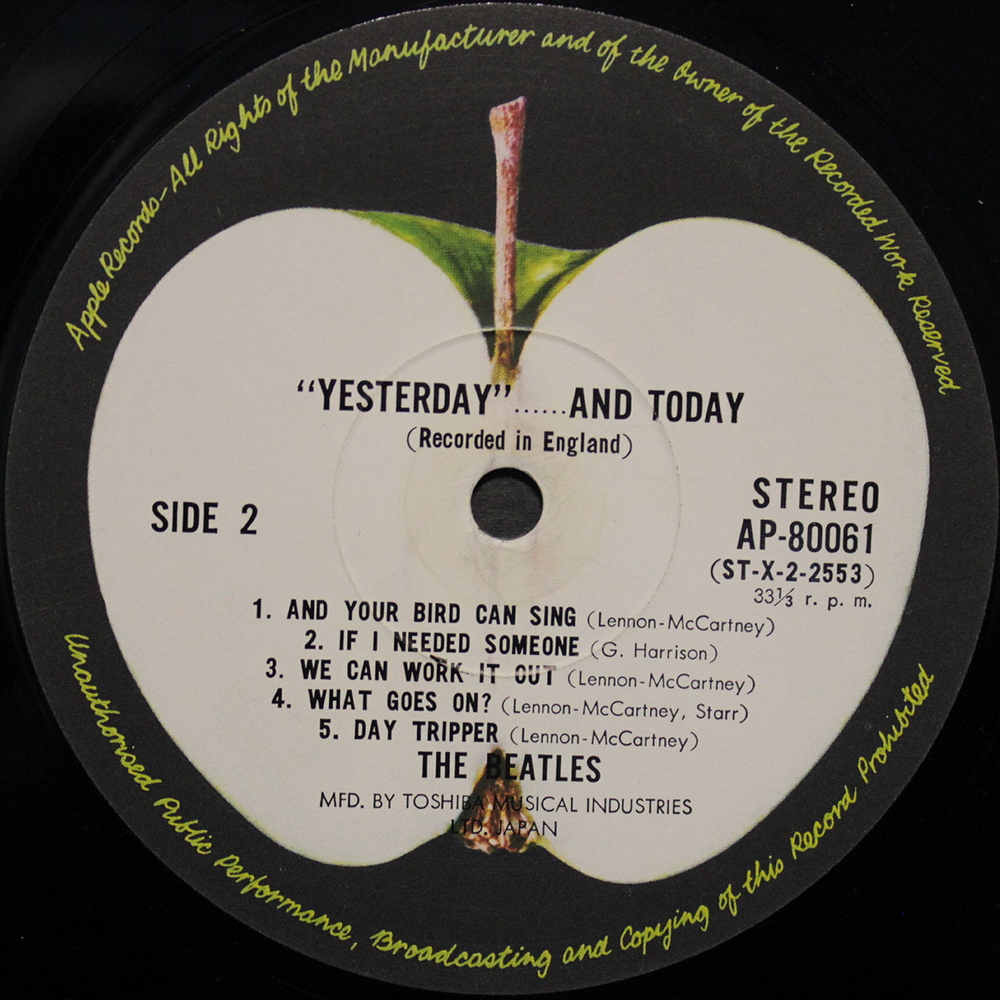 Apple Records-All Rights of the Manufacturer and of the Owner of the Recorded Work Reserved
"YESTERDAY"......AND TODAY
(Recorded in England)
SIDE 2
STEREO
AP-80061
(ST-X-2-2553)
33⅓ r. p. m.
1. AND YOUR BIRD CAN SING (Lennon-McCartney)
2. IF I NEEDED SOMEONE (G. Harrison)
3. WE CAN WORK IT OUT (Lennon-McCartney)
4. WHAT GOES ON? (Lennon-McCartney, Starr)
5. DAY TRIPPER (Lennon-McCartney)
THE BEATLES
MFD. BY TOSHIBA MUSICAL INDUSTRIES
LTD. JAPAN
Unauthorised Public Performance, Broadcasting and Copying of this Record Prohibited